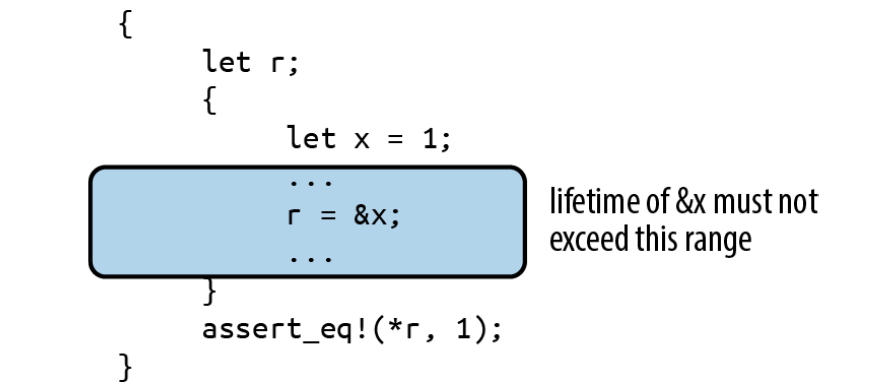 {
let r;
{
let x = 1;
...
r = &x;
...
}
assert_eq!(*r, 1);
}
lifetime of &x must not
exceed this range